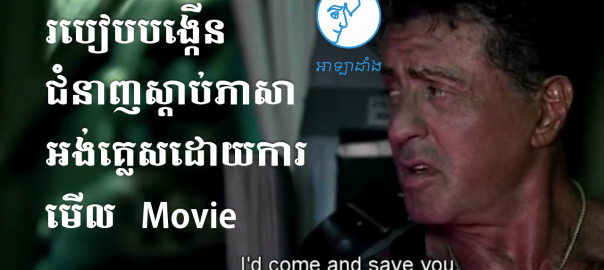 របៀបបង្កើន
ជំនាញស្ដាប់ភាសា
អង់គ្លេសដោយការ
មើល Movie
អាឡាដាំង
I'd come and save you